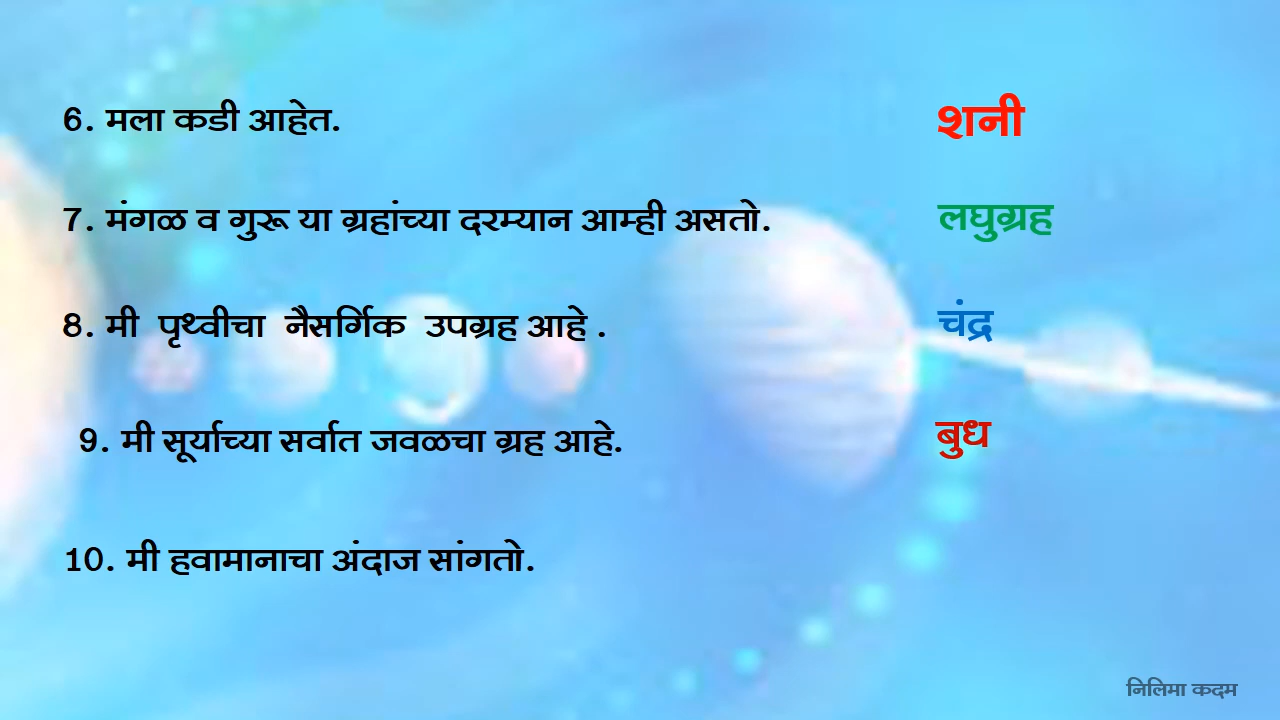 6. मला कडी आहेत. शनी
7. मंगळ व गुरू या ग्रहांच्या दरम्यान आम्ही असतो. लघुग्रह
8. मी पृथ्वीचा नैसर्गिक उपग्रह आहे . चंद्र
9. मी सूर्याच्या सर्वात जवळचा ग्रह आहे. बुध
10. मी हवामानाचा अंदाज सांगतो.
निलिमा कदम